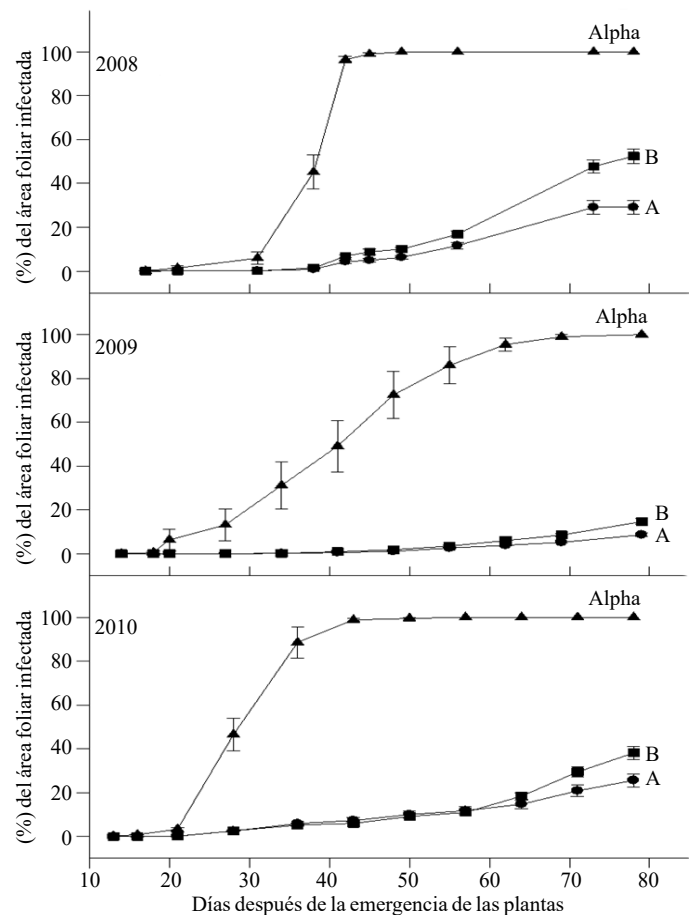 (%) del área foliar infectada
2008
100
80
60
40
20
0
Alpha
B
A
(%) del área foliar infectada
2009
100
80
60
40
20
0
Alpha
B
A
(%) del área foliar infectada
2010
100
80
60
40
20
0
Alpha
B
A
10 20 30 40 50 60 70 80
Días después de la emergencia de las plantas